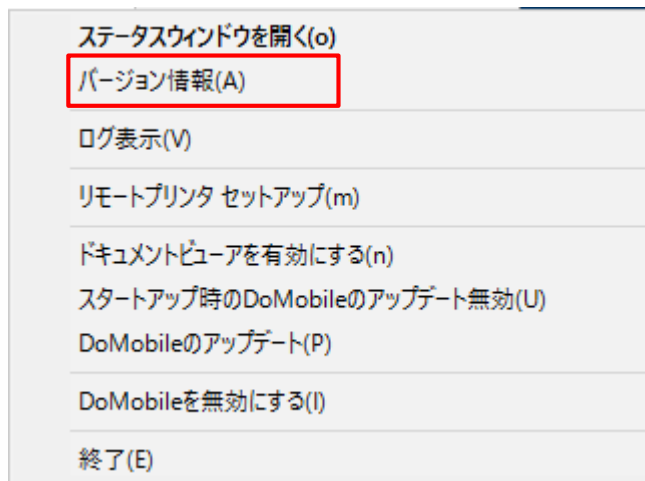 ステータスウィンドウを開く(o)
バージョン情報(A)
ログ表示(V)
リモートプリンタ セットアップ(m)
ドキュメントビューアを有効にする(n)
スタートアップ時のDoMobileのアップデート無効(U)
DoMobileのアップデート(P)
DoMobileを無効にする(I)
終了(E)